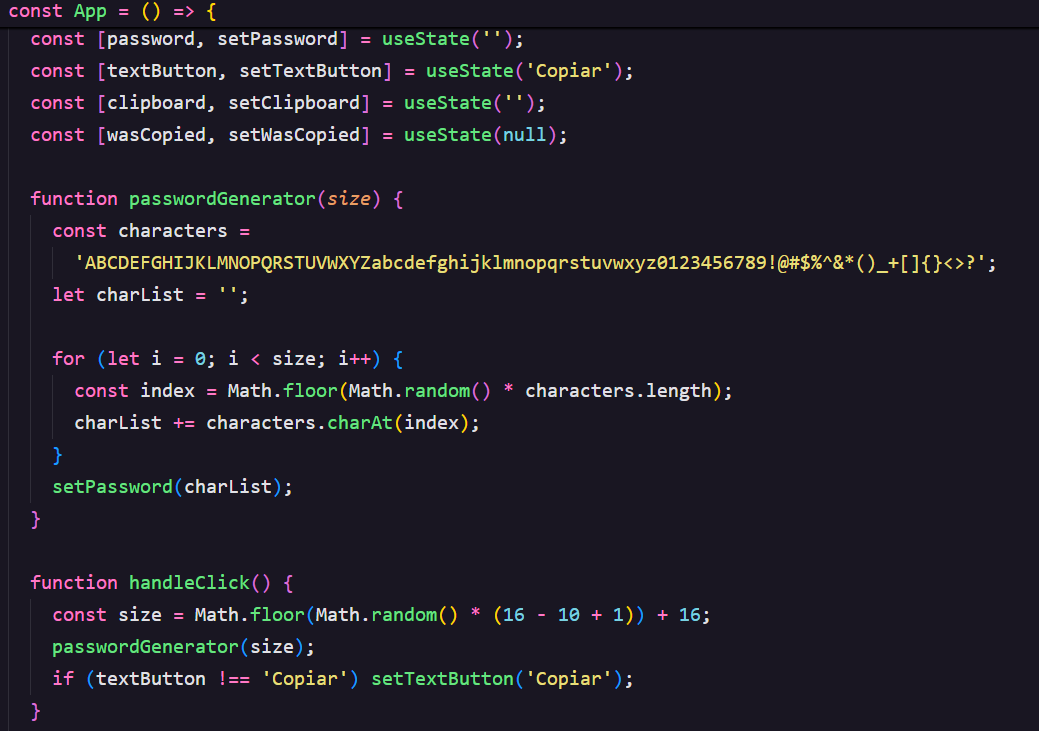 const App = () => {
const [password, setPassword] = useState('');
const [textButton, setTextButton] = useState('Copiar');
const [clipboard, setClipboard] = useState('');
const [wasCopied, setWasCopied] = useState(null);
function passwordGenerator(size) {
const characters =
'ABCDEFGHIJKLMNOPQRSTUVWXYZabcdefghijklmnopqrstuvwxyz0123456789!@#$%^&*()_+[]{}<>?';
let charList = '';
for (let i = 0; i < size; i++) {
const index = Math.floor(Math.random() * characters.length);
charList += characters.charAt(index);
}
setPassword(charList);
}
function handleClick() {
const size = Math.floor(Math.random() * (16 - 10 + 1)) + 16;
passwordGenerator(size);
if (textButton !== 'Copiar') setTextButton('Copiar');
}